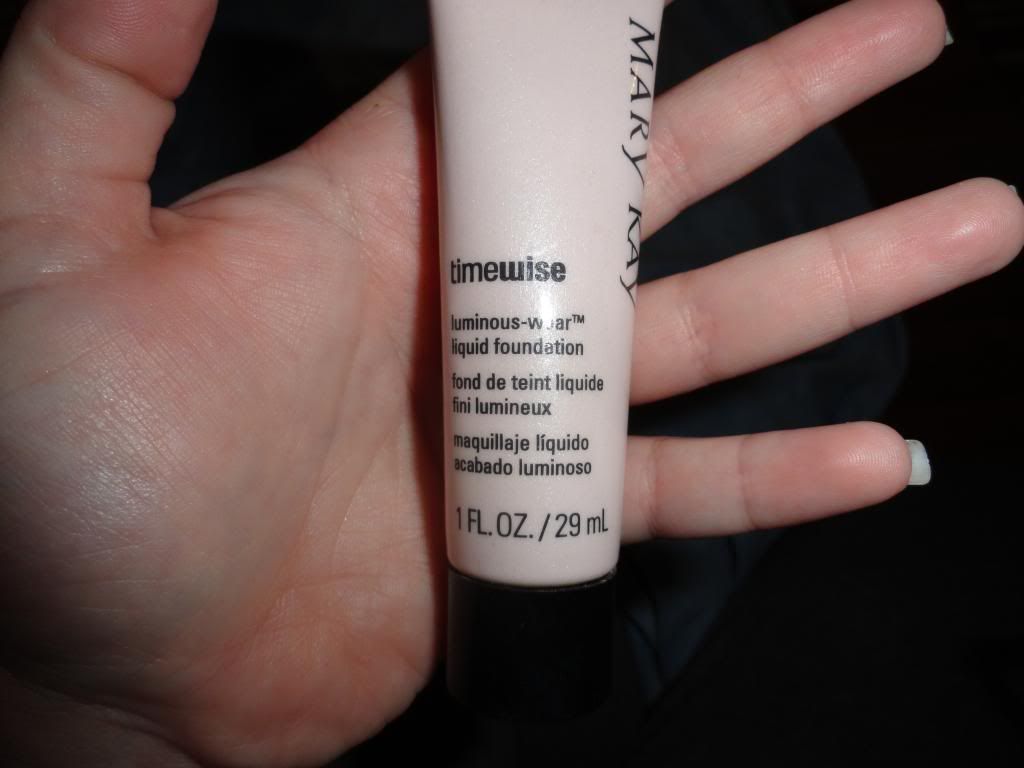 MARY KAY
timewise
luminous-wear™
liquid foundation
fond de teint liquide
fini lumineux
maquillaje líquido
acabado luminoso
1 FL. OZ. / 29 mL